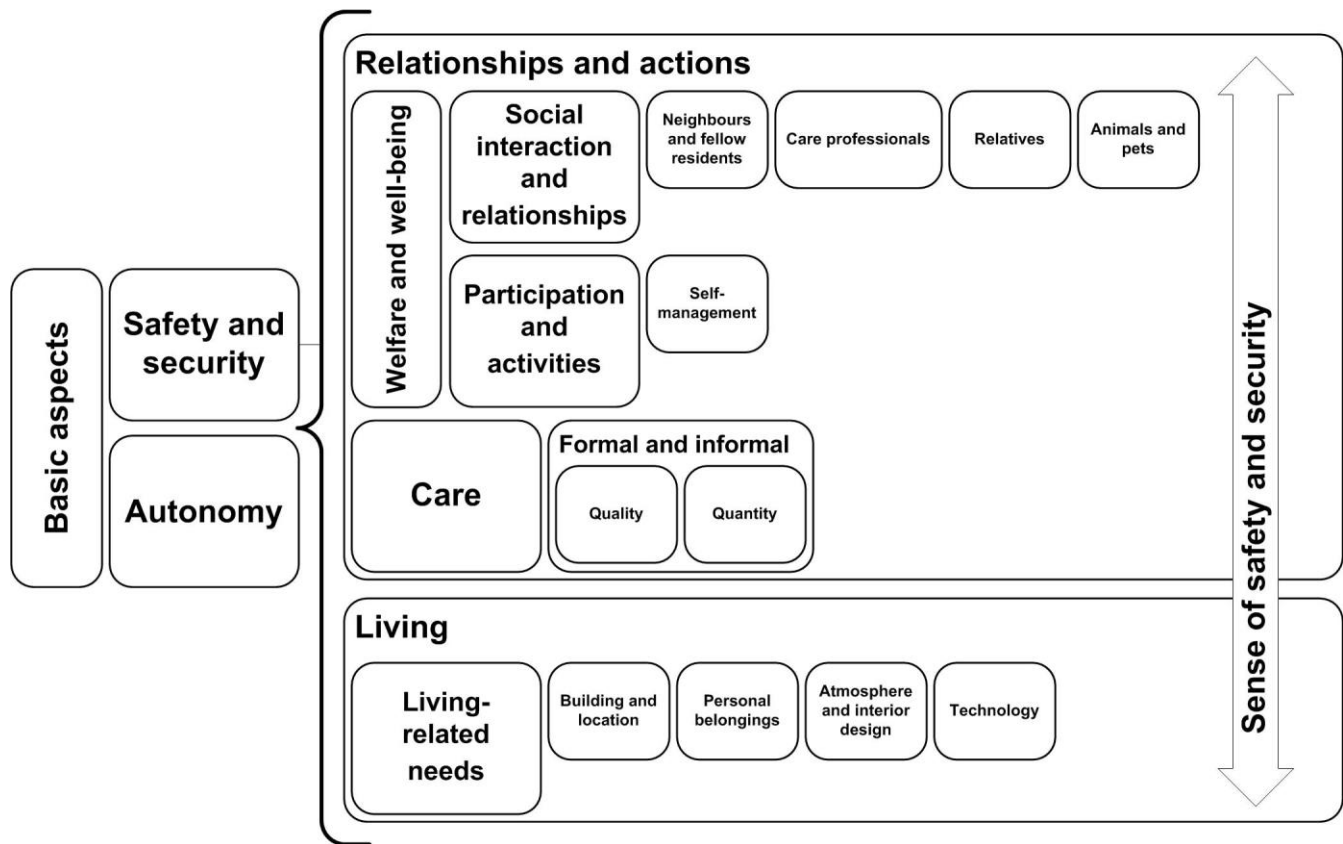 Basic aspects
Safety and
security
Autonomy
Relationships and actions
Welfare and well-being
Social
interaction
and
relationships
Neighbours
and fellow
residents
Care professionals
Relatives
Animals and
pets
Participation
and
activities
Self-
management
Care
Formal and informal
Quality
Quantity
Living
Living-
related
needs
Building and
location
Personal
belongings
Atmosphere
and interior
design
Technology
Sense of safety and security